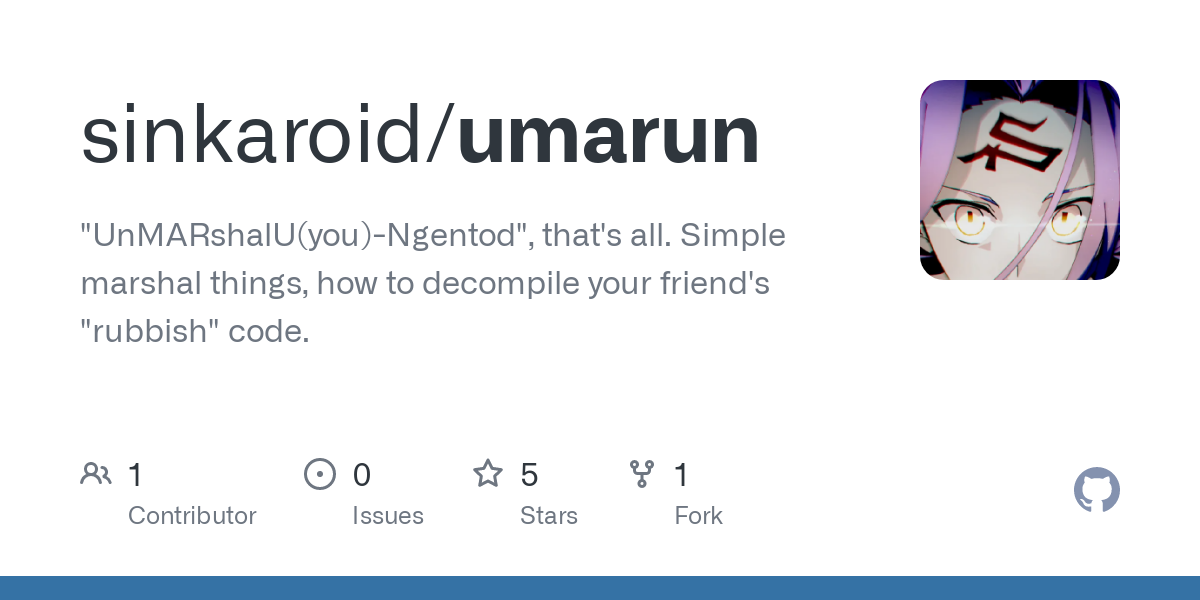 sinkaroid/umarun
"UnMARshalU(you)-Ngentod", that's all. Simple
marshal things, how to decompile your friend's
"rubbish" code.
1
Contributor
0
Issues
5
Stars
1
Fork